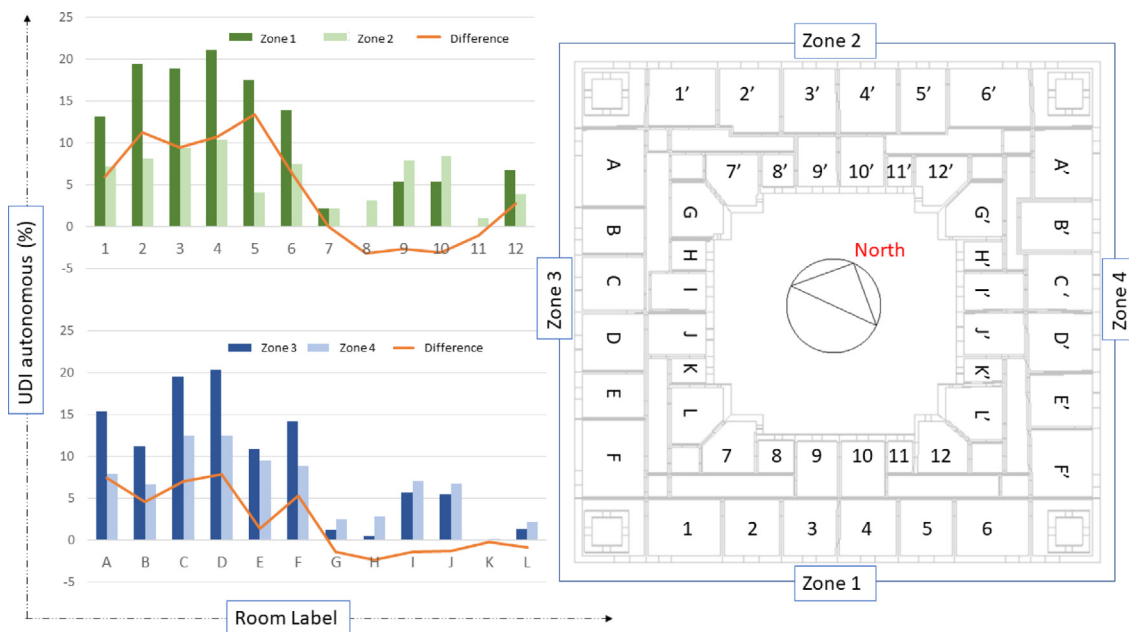 UDI autonomous (%)
Zone 1 Zone 2 Difference
25
20
15
10
5
0
-5
1 2 3 4 5 6 7 8 9 10 11 12
Zone 3 Zone 4 Difference
25
20
15
10
5
0
-5
A B C D E F G H I J K L
Room Label
Zone 2
1’ 2’ 3’ 4’ 5’ 6’
7’ 8’ 9’ 10’ 11’ 12’
Zone 3
A
B
C
D
E
F
G
H
I
J
K
L
North
G’
H’
I’
J’
K’
L’
A’
B’
C’
D’
E’
F’
Zone 4
7 8 9 10 11 12
1 2 3 4 5 6
Zone 1